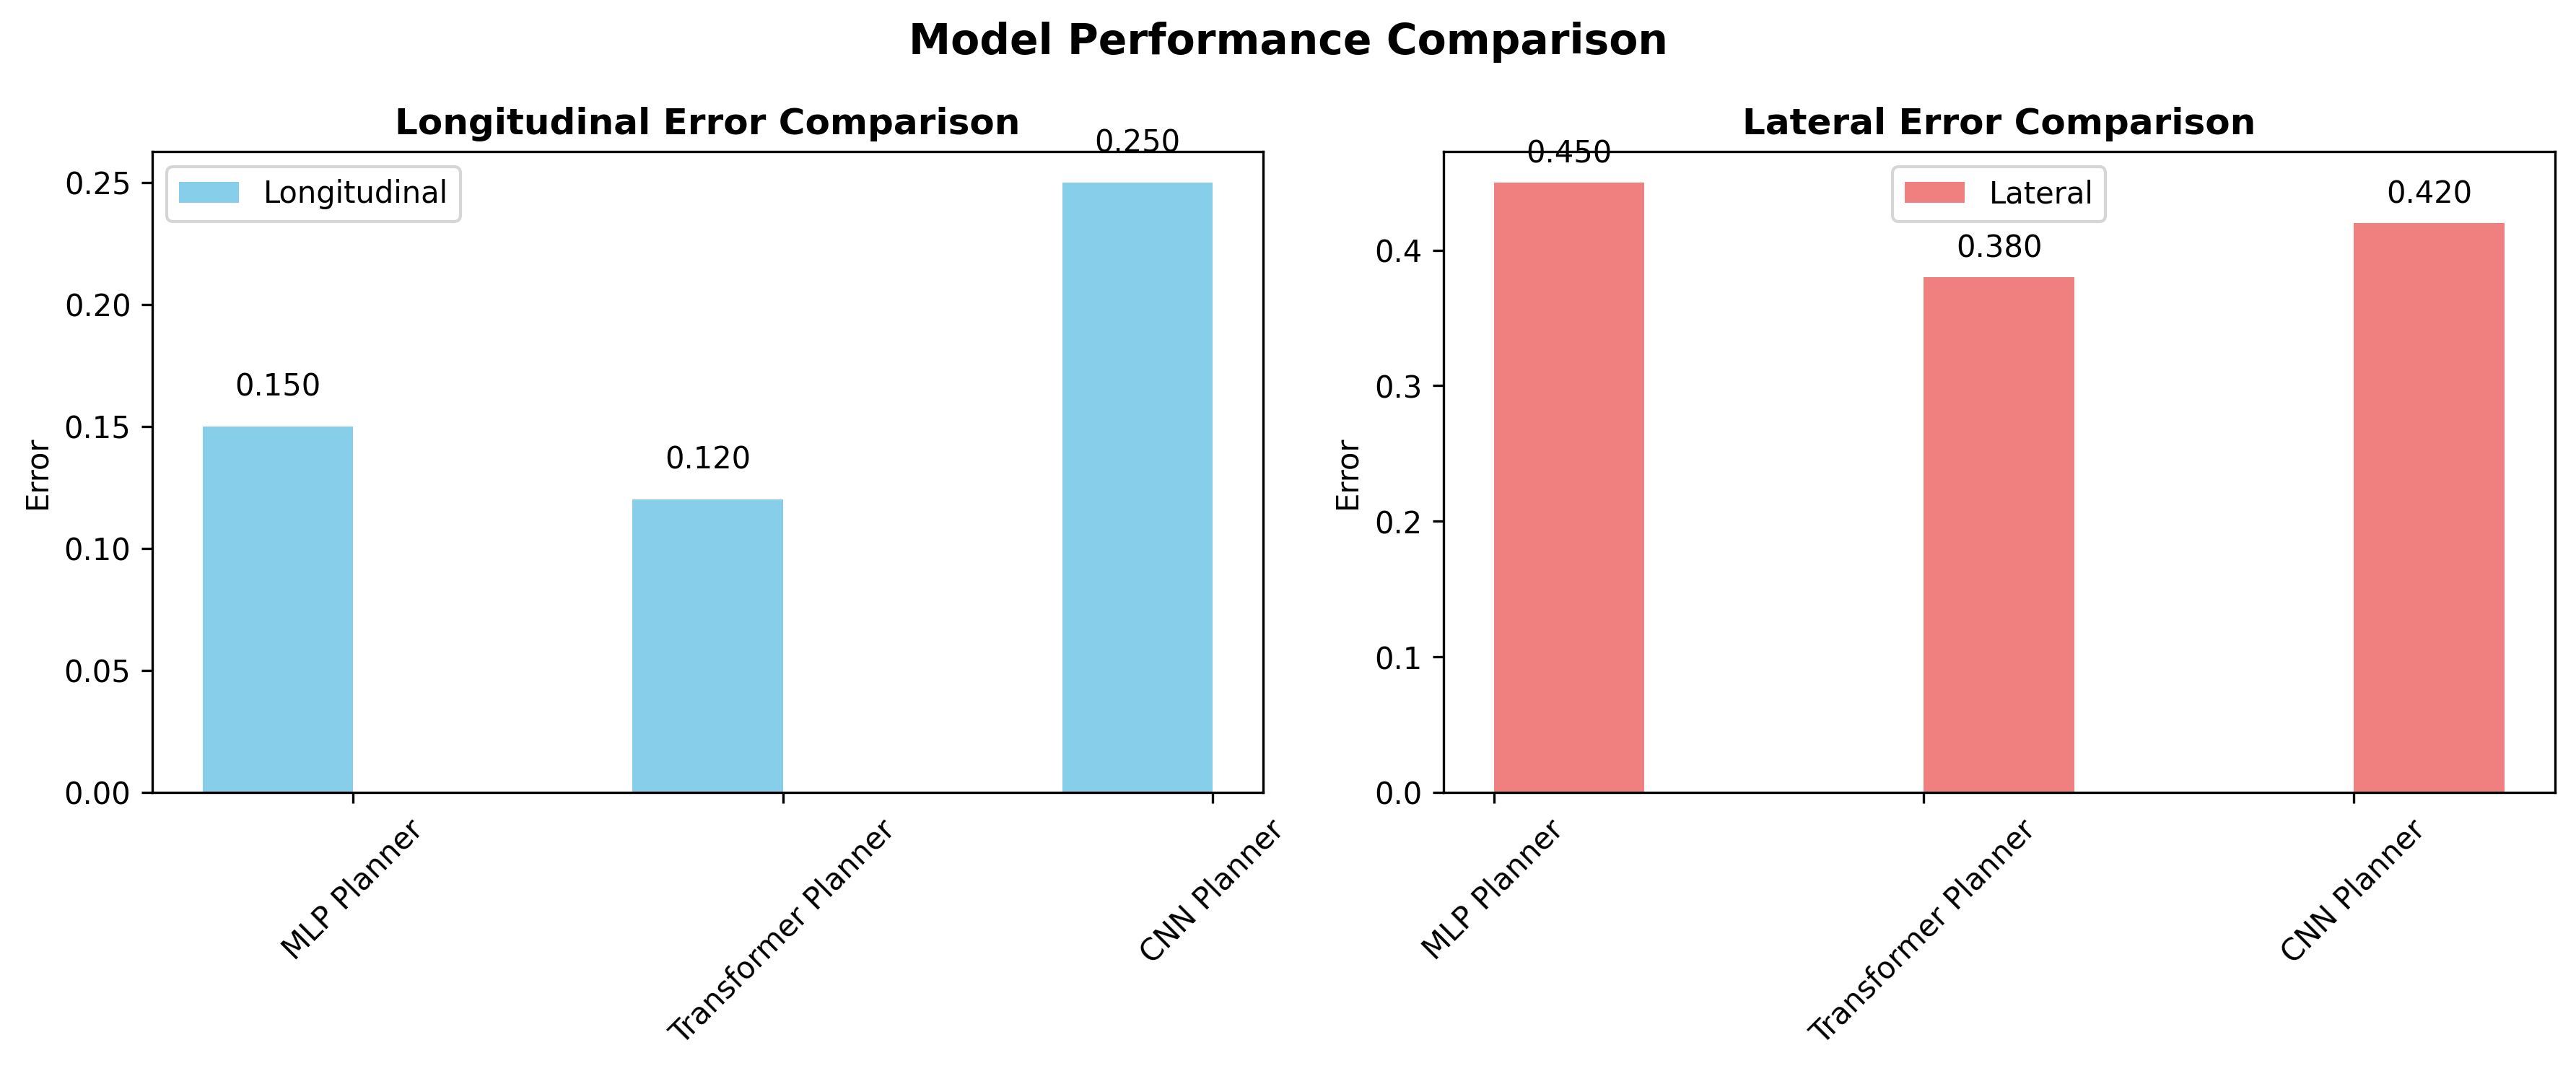 Model Performance Comparison
Longitudinal Error Comparison
Longitudinal
0.250
0.150
0.120
0.25
0.20
0.15
0.10
0.05
0.00
Error
MLP Planner
Transformer Planner
CNN Planner
Lateral Error Comparison
Lateral
0.450
0.380
0.420
0.4
0.3
0.2
0.1
0.0
Error
MLP Planner
Transformer Planner
CNN Planner